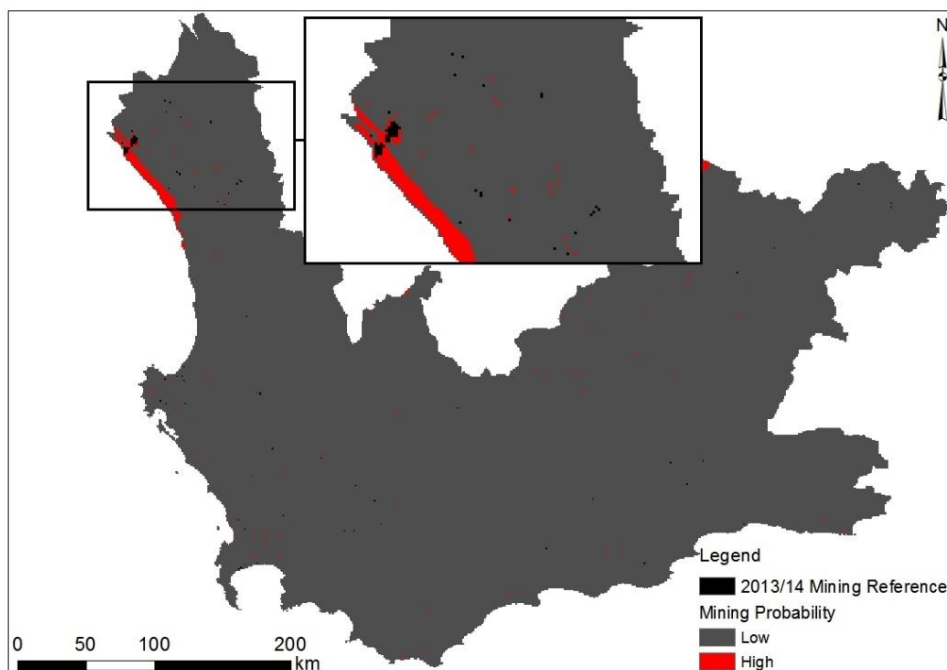 N
Legend
2013/14 Mining Reference
Mining Probability
Low
High
0 50 100 200
km